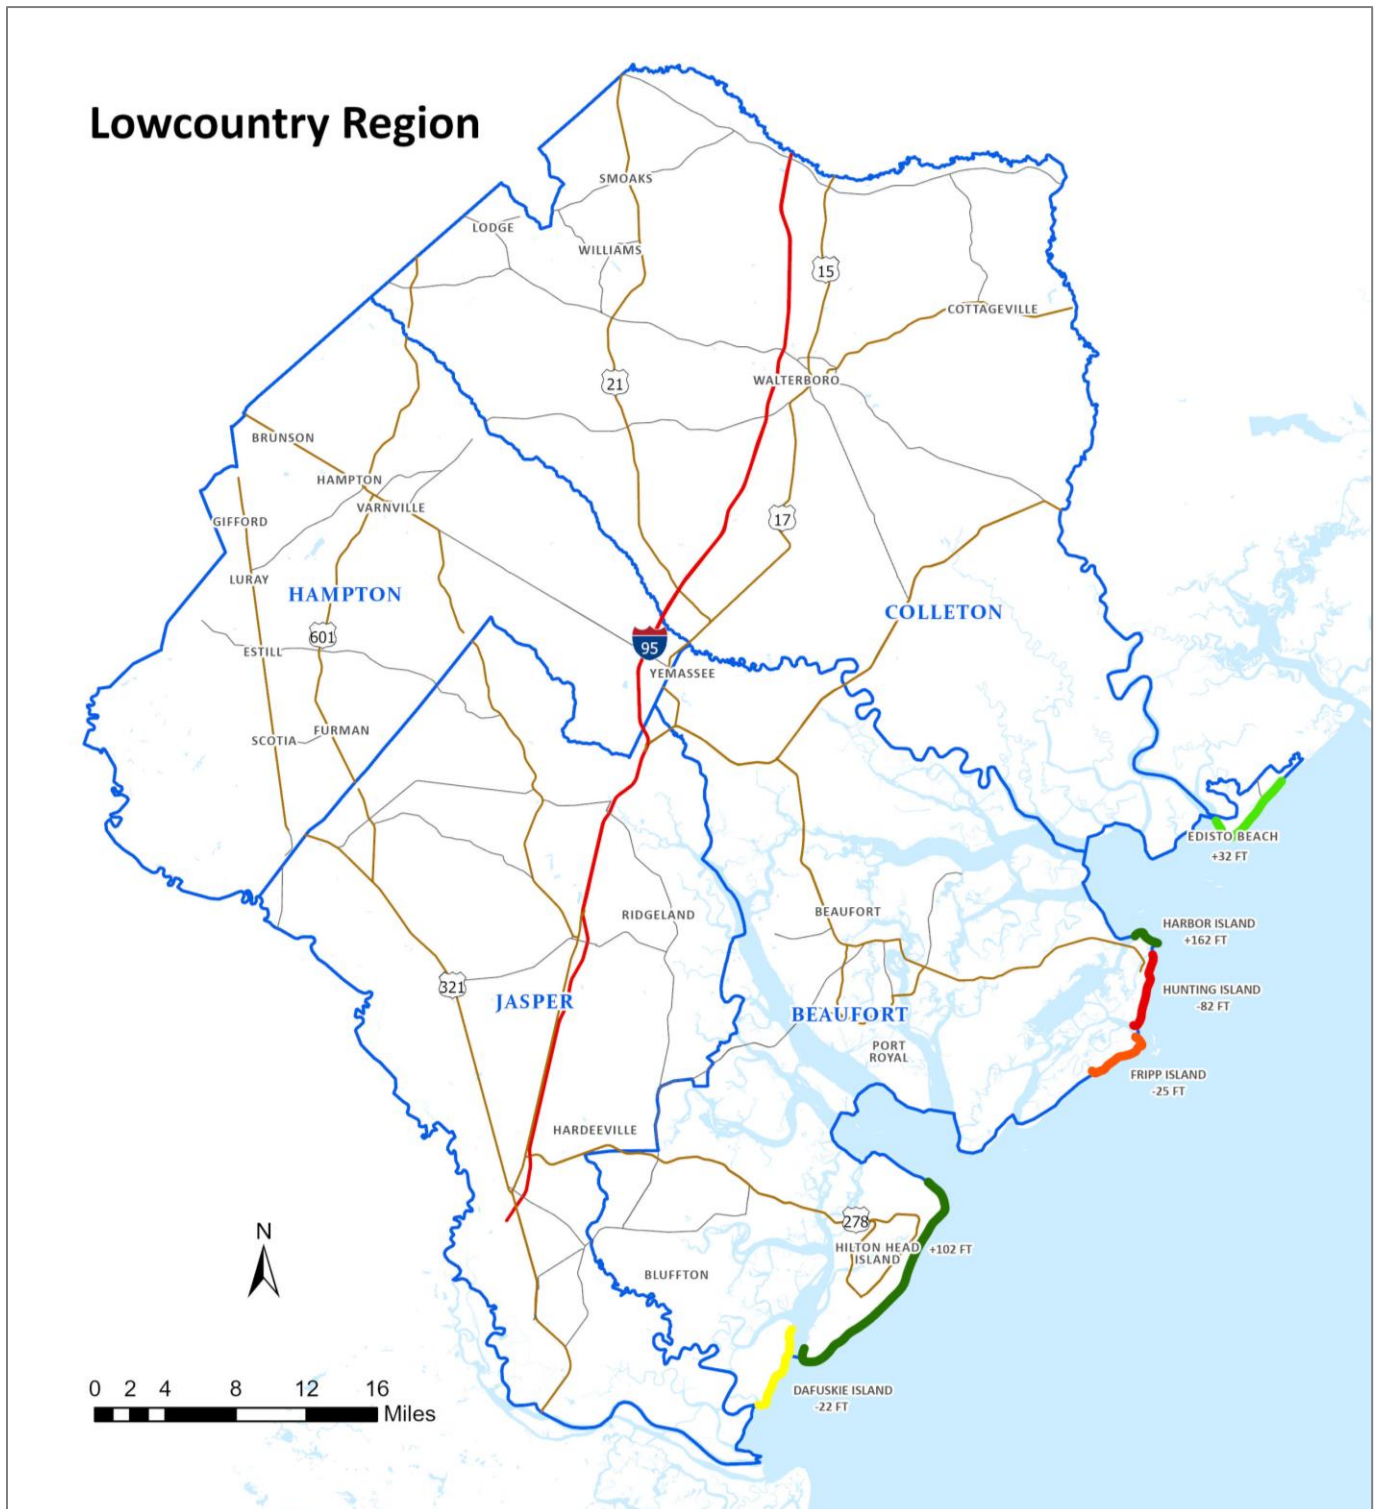 Lowcountry Region
SMOAKS
LODGE
WILLIAMS
15
COTTAGEVILLE
21
WALTERBORO
BRUNSON
HAMPTON
VARNVILLE
GIFFORD
17
LURAY
HAMPTON
COLLETON
601
95
ESTILL
YEMASSEE
SCOTIA
FURMAN
EDISTO BEACH
+32 FT
RIDGELAND
BEAUFORT
HARBOR ISLAND
+162 FT
321
JASPER
BEAUFORT
HUNTING ISLAND
-82 FT
PORT
ROYAL
FRIPP ISLAND
-25 FT
HARDEEVILLE
278
HILTON HEAD
ISLAND
+102 FT
BLUFFTON
N
DAFUSKIE ISLAND
-22 FT
0 2 4 8 12 16
Miles